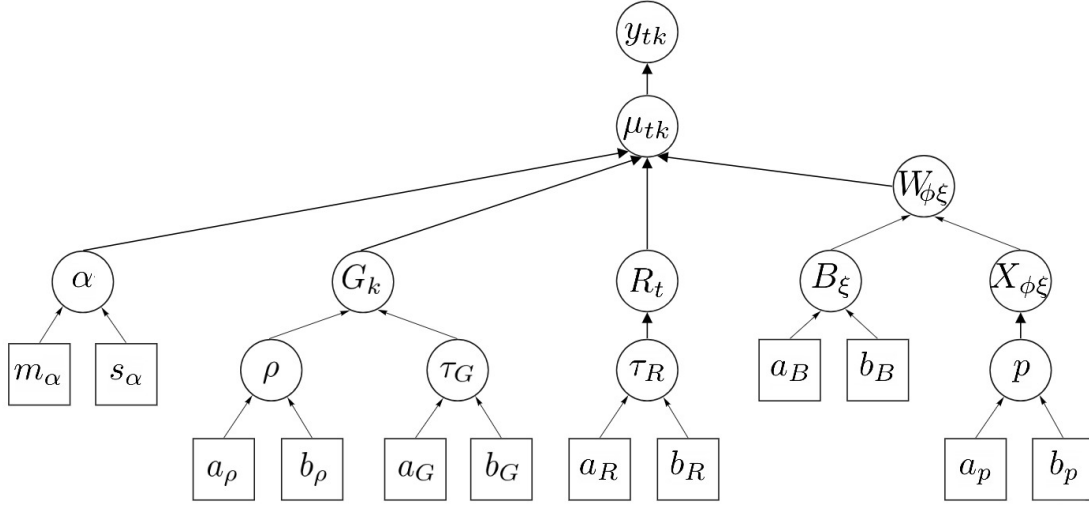 y_{tk}
μ_{tk}
W_{ϕξ}
α G_k R_t B_ξ X_{ϕξ}
m_α s_α ρ τ_G τ_R a_B b_B p
a_ρ b_ρ a_G b_G a_R b_R a_p b_p